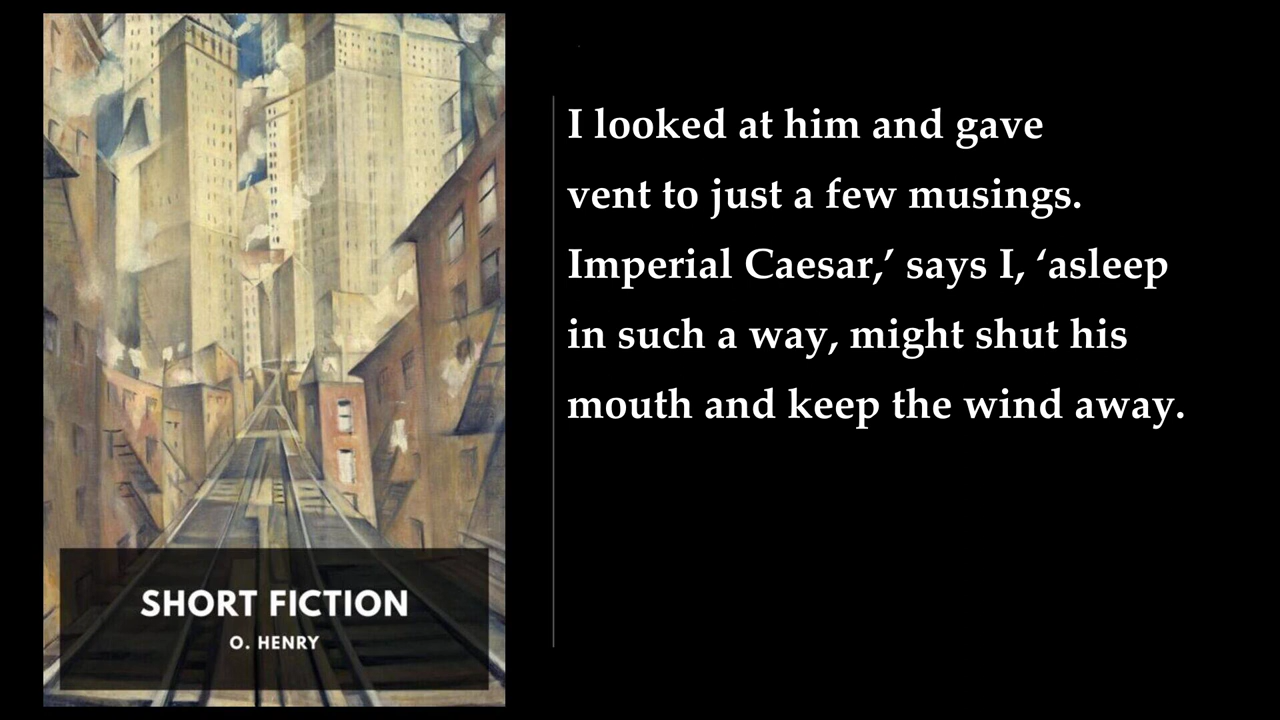 SHORT FICTION
O. HENRY
I looked at him and gave
vent to just a few musings.
Imperial Caesar,’ says I, ‘asleep
in such a way, might shut his
mouth and keep the wind away.